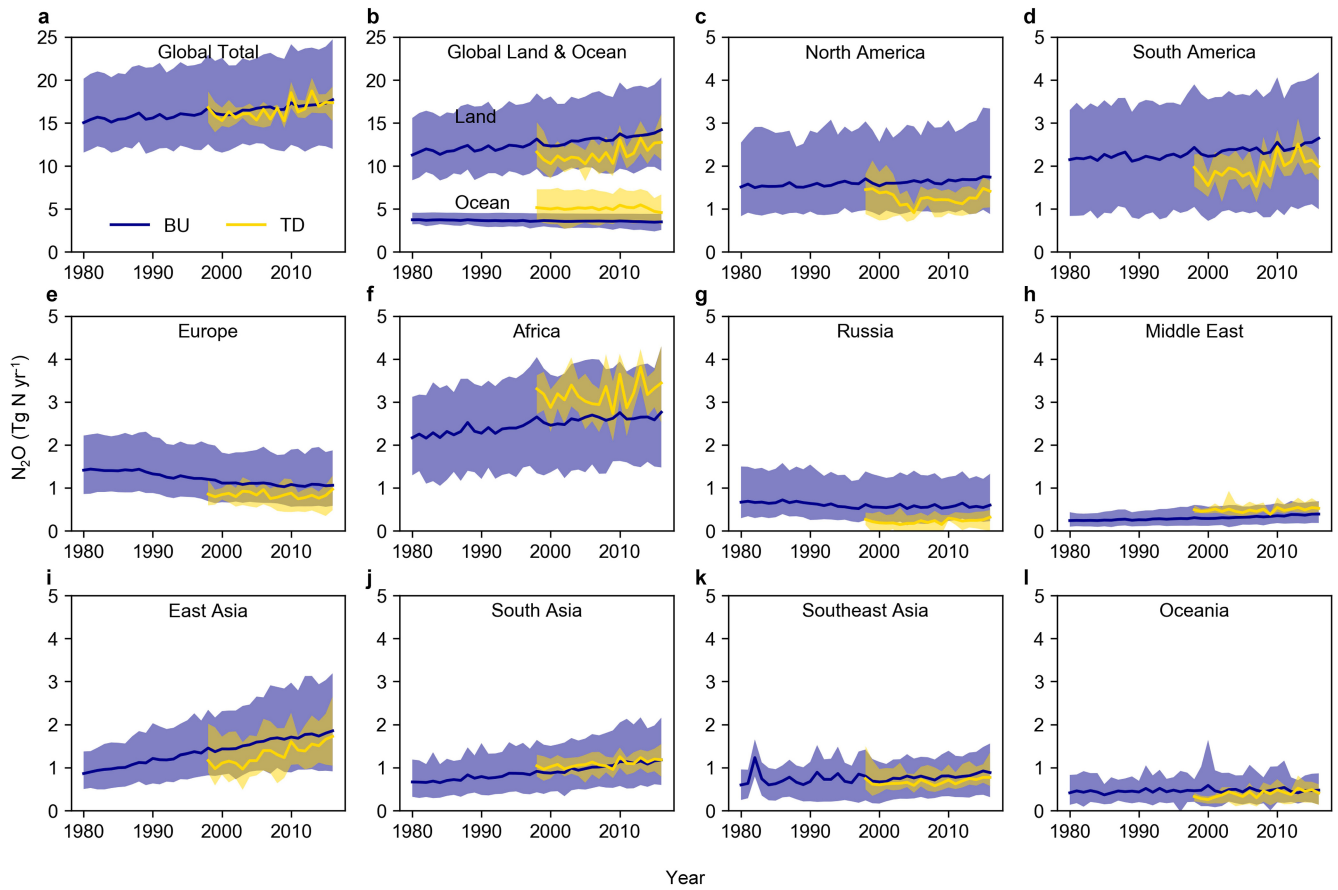 a
b
c
d
Global Total
Global Land & Ocean
North America
South America
25
20
15
10
5
0
25
20
15
10
5
0
5
4
3
2
1
0
5
4
3
2
1
0
Land
Ocean
BU
TD
1980 1990 2000 2010
1980 1990 2000 2010
1980 1990 2000 2010
1980 1990 2000 2010
e
f
g
h
Europe
Africa
Russia
Middle East
5
4
3
2
1
0
5
4
3
2
1
0
5
4
3
2
1
0
5
4
3
2
1
0
1980 1990 2000 2010
1980 1990 2000 2010
1980 1990 2000 2010
1980 1990 2000 2010
N₂O (Tg N yr⁻¹)
i
j
k
l
East Asia
South Asia
Southeast Asia
Oceania
5
4
3
2
1
0
5
4
3
2
1
0
5
4
3
2
1
0
5
4
3
2
1
0
1980 1990 2000 2010
1980 1990 2000 2010
1980 1990 2000 2010
1980 1990 2000 2010
Year